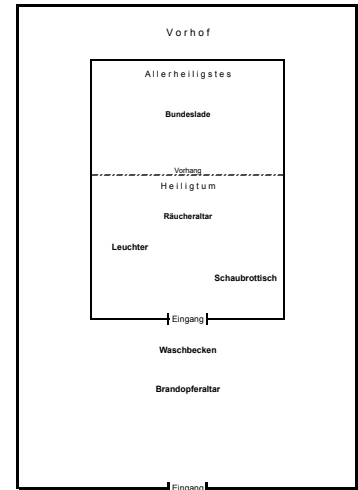 Vorhof
Allerheiligstes
Bundeslade
Vorhang
Heiligtum
Räucheraltar
Leuchter
Schaubrottisch
Eingang
Waschbecken
Brandopferaltar
Eingang